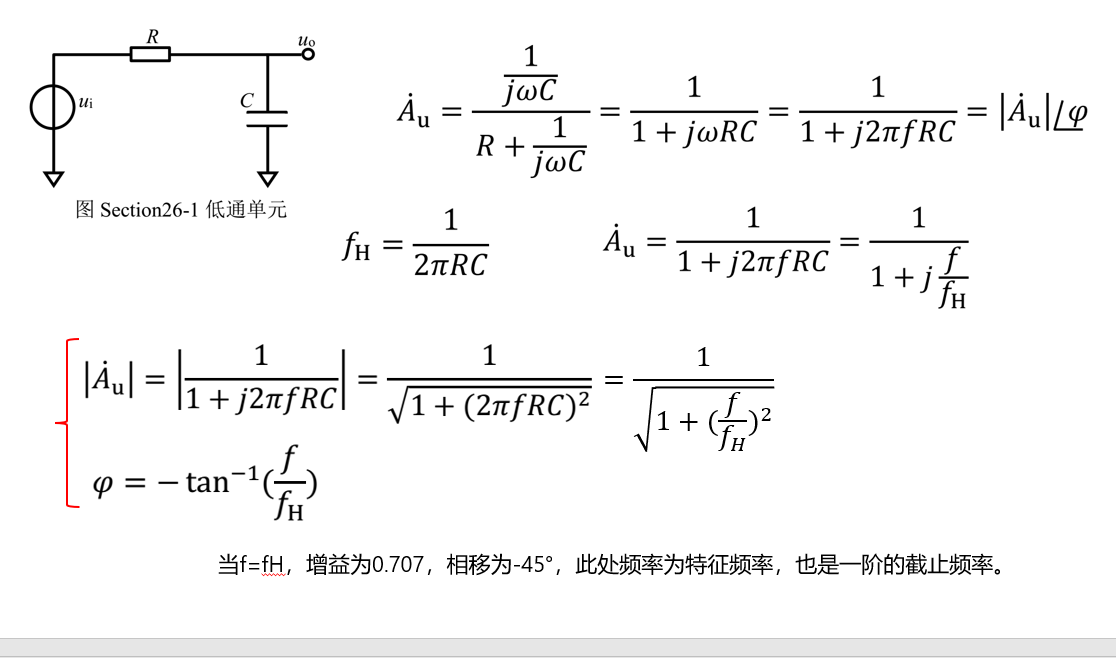 R
uo
ui
C
图 Section26-1 低通单元
Ȧu = (1/(jωC))/(R + 1/(jωC)) = 1/(1 + jωRC) = 1/(1 + j2πfRC) = |Ȧu|∠φ
fH = 1/(2πRC)
Ȧu = 1/(1 + j2πfRC) = 1/(1 + j f/fH)
|Ȧu| = |1/(1 + j2πfRC)| = 1/√(1 + (2πfRC)²) = 1/√(1 + (f/fH)²)
φ = − tan⁻¹(f/fH)
当f=fH，增益为0.707，相移为-45°，此处频率为特征频率，也是一阶的截止频率。